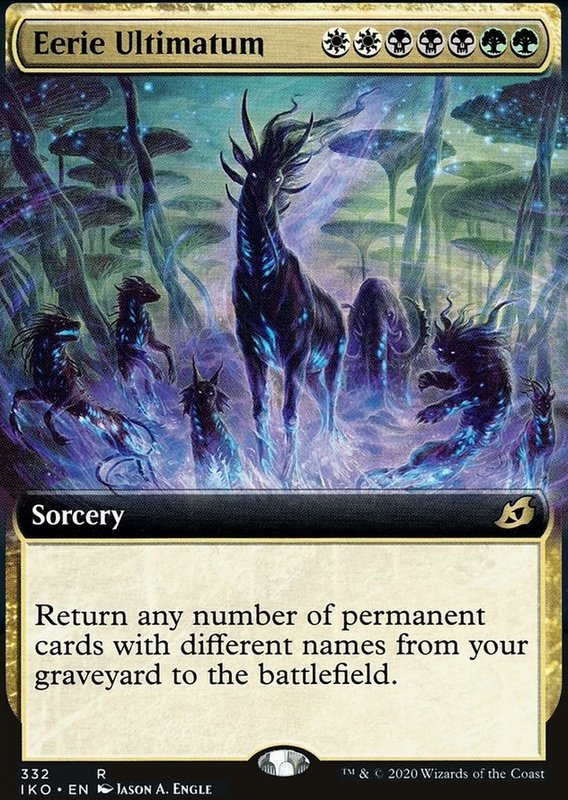 Eerie Ultimatum
Sorcery
Return any number of permanent
cards with different names from your
graveyard to the battlefield.
332 R
IKO • EN Jason A. Engle
™ & © 2020 Wizards of the Coast